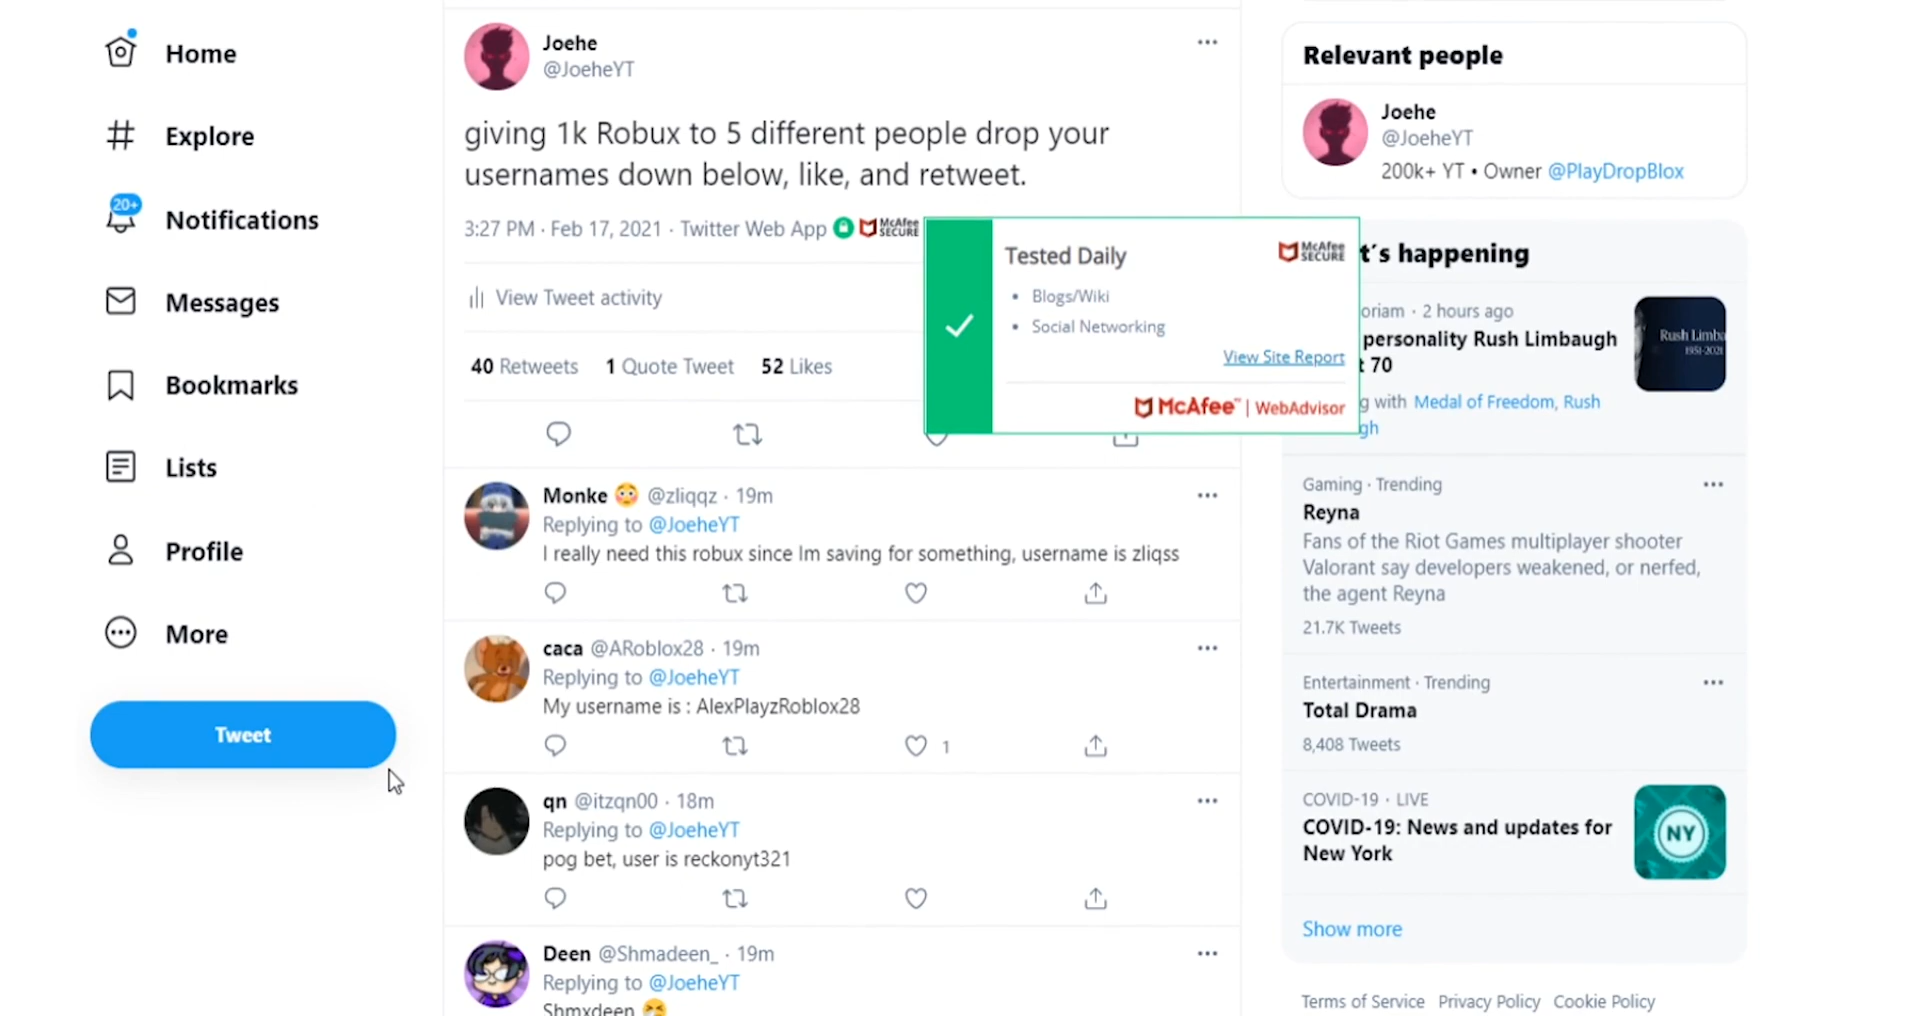 Home
Explore
20+
Notifications
Messages
Bookmarks
Lists
Profile
More
Tweet
Joehe
@JoeheYT
giving 1k Robux to 5 different people drop your
usernames down below, like, and retweet.
3:27 PM · Feb 17, 2021 · Twitter Web App McAfee SECURE
View Tweet activity
40 Retweets 1 Quote Tweet 52 Likes
Tested Daily
McAfee SECURE
• Blogs/Wiki
• Social Networking
View Site Report
McAfee™ | WebAdvisor
Monke 😳 @zliqqz · 19m
Replying to @JoeheYT
I really need this robux since Im saving for something, username is zliqss
caca @ARoblox28 · 19m
Replying to @JoeheYT
My username is : AlexPlayzRoblox28
1
qn @itzqn00 · 18m
Replying to @JoeheYT
pog bet, user is reckonyt321
Deen @Shmadeen_ · 19m
Replying to @JoeheYT
Shmxdeen
Relevant people
Joehe
@JoeheYT
200k+ YT • Owner @PlayDropBlox
t's happening
oriam · 2 hours ago
personality Rush Limbaugh
t 70
g with Medal of Freedom, Rush
gh
Rush Limba
1951-2021
Gaming · Trending
Reyna
Fans of the Riot Games multiplayer shooter
Valorant say developers weakened, or nerfed,
the agent Reyna
21.7K Tweets
Entertainment · Trending
Total Drama
8,408 Tweets
COVID-19 · LIVE
COVID-19: News and updates for
New York
NY
Show more
Terms of Service Privacy Policy Cookie Policy